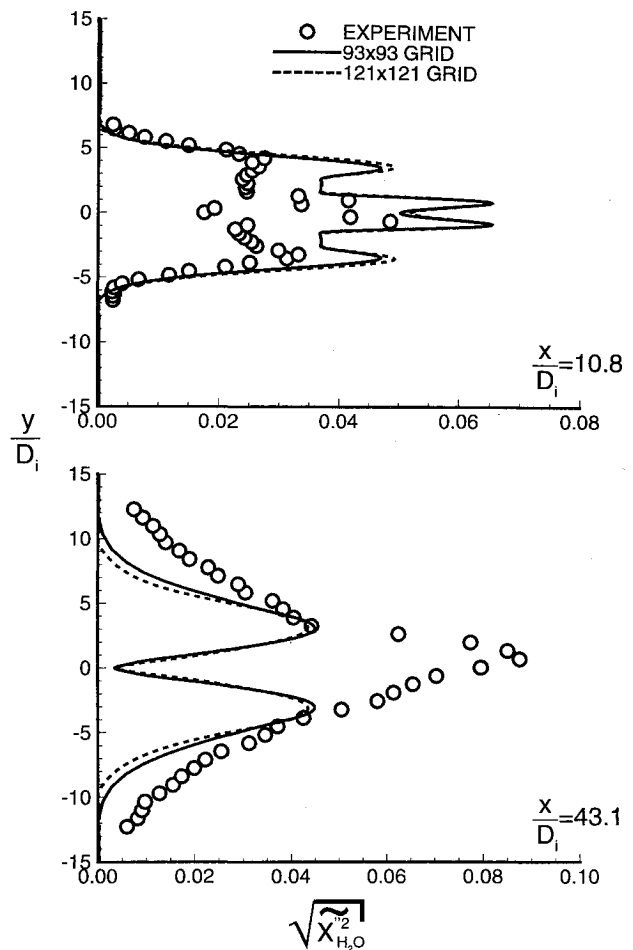 15
EXPERIMENT
93x93 GRID
121x121 GRID
10
5
0
-5
-10
x/D_i=10.8
-15
0.00 0.02 0.04 0.06 0.08
y/D_i
15
10
5
0
-5
-10
x/D_i=43.1
-15
0.00 0.02 0.04 0.06 0.08 0.10
√X̃"²_H₂O